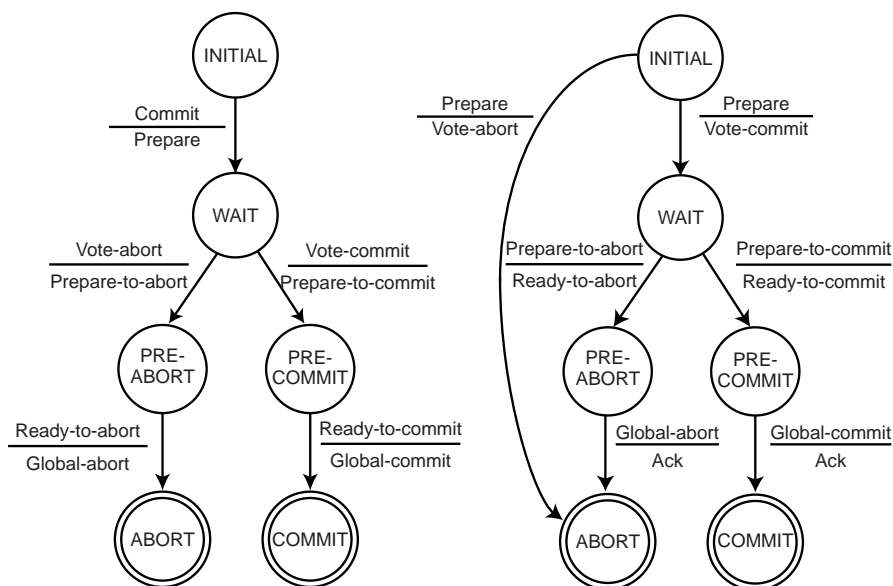 INITIAL
Commit
Prepare
WAIT
Vote-abort
Prepare-to-abort
Vote-commit
Prepare-to-commit
PRE-
ABORT
PRE-
COMMIT
Ready-to-abort
Global-abort
Ready-to-commit
Global-commit
ABORT
COMMIT
INITIAL
Prepare
Vote-abort
Prepare
Vote-commit
WAIT
Prepare-to-abort
Ready-to-abort
Prepare-to-commit
Ready-to-commit
PRE-
ABORT
PRE-
COMMIT
Global-abort
Ack
Global-commit
Ack
ABORT
COMMIT